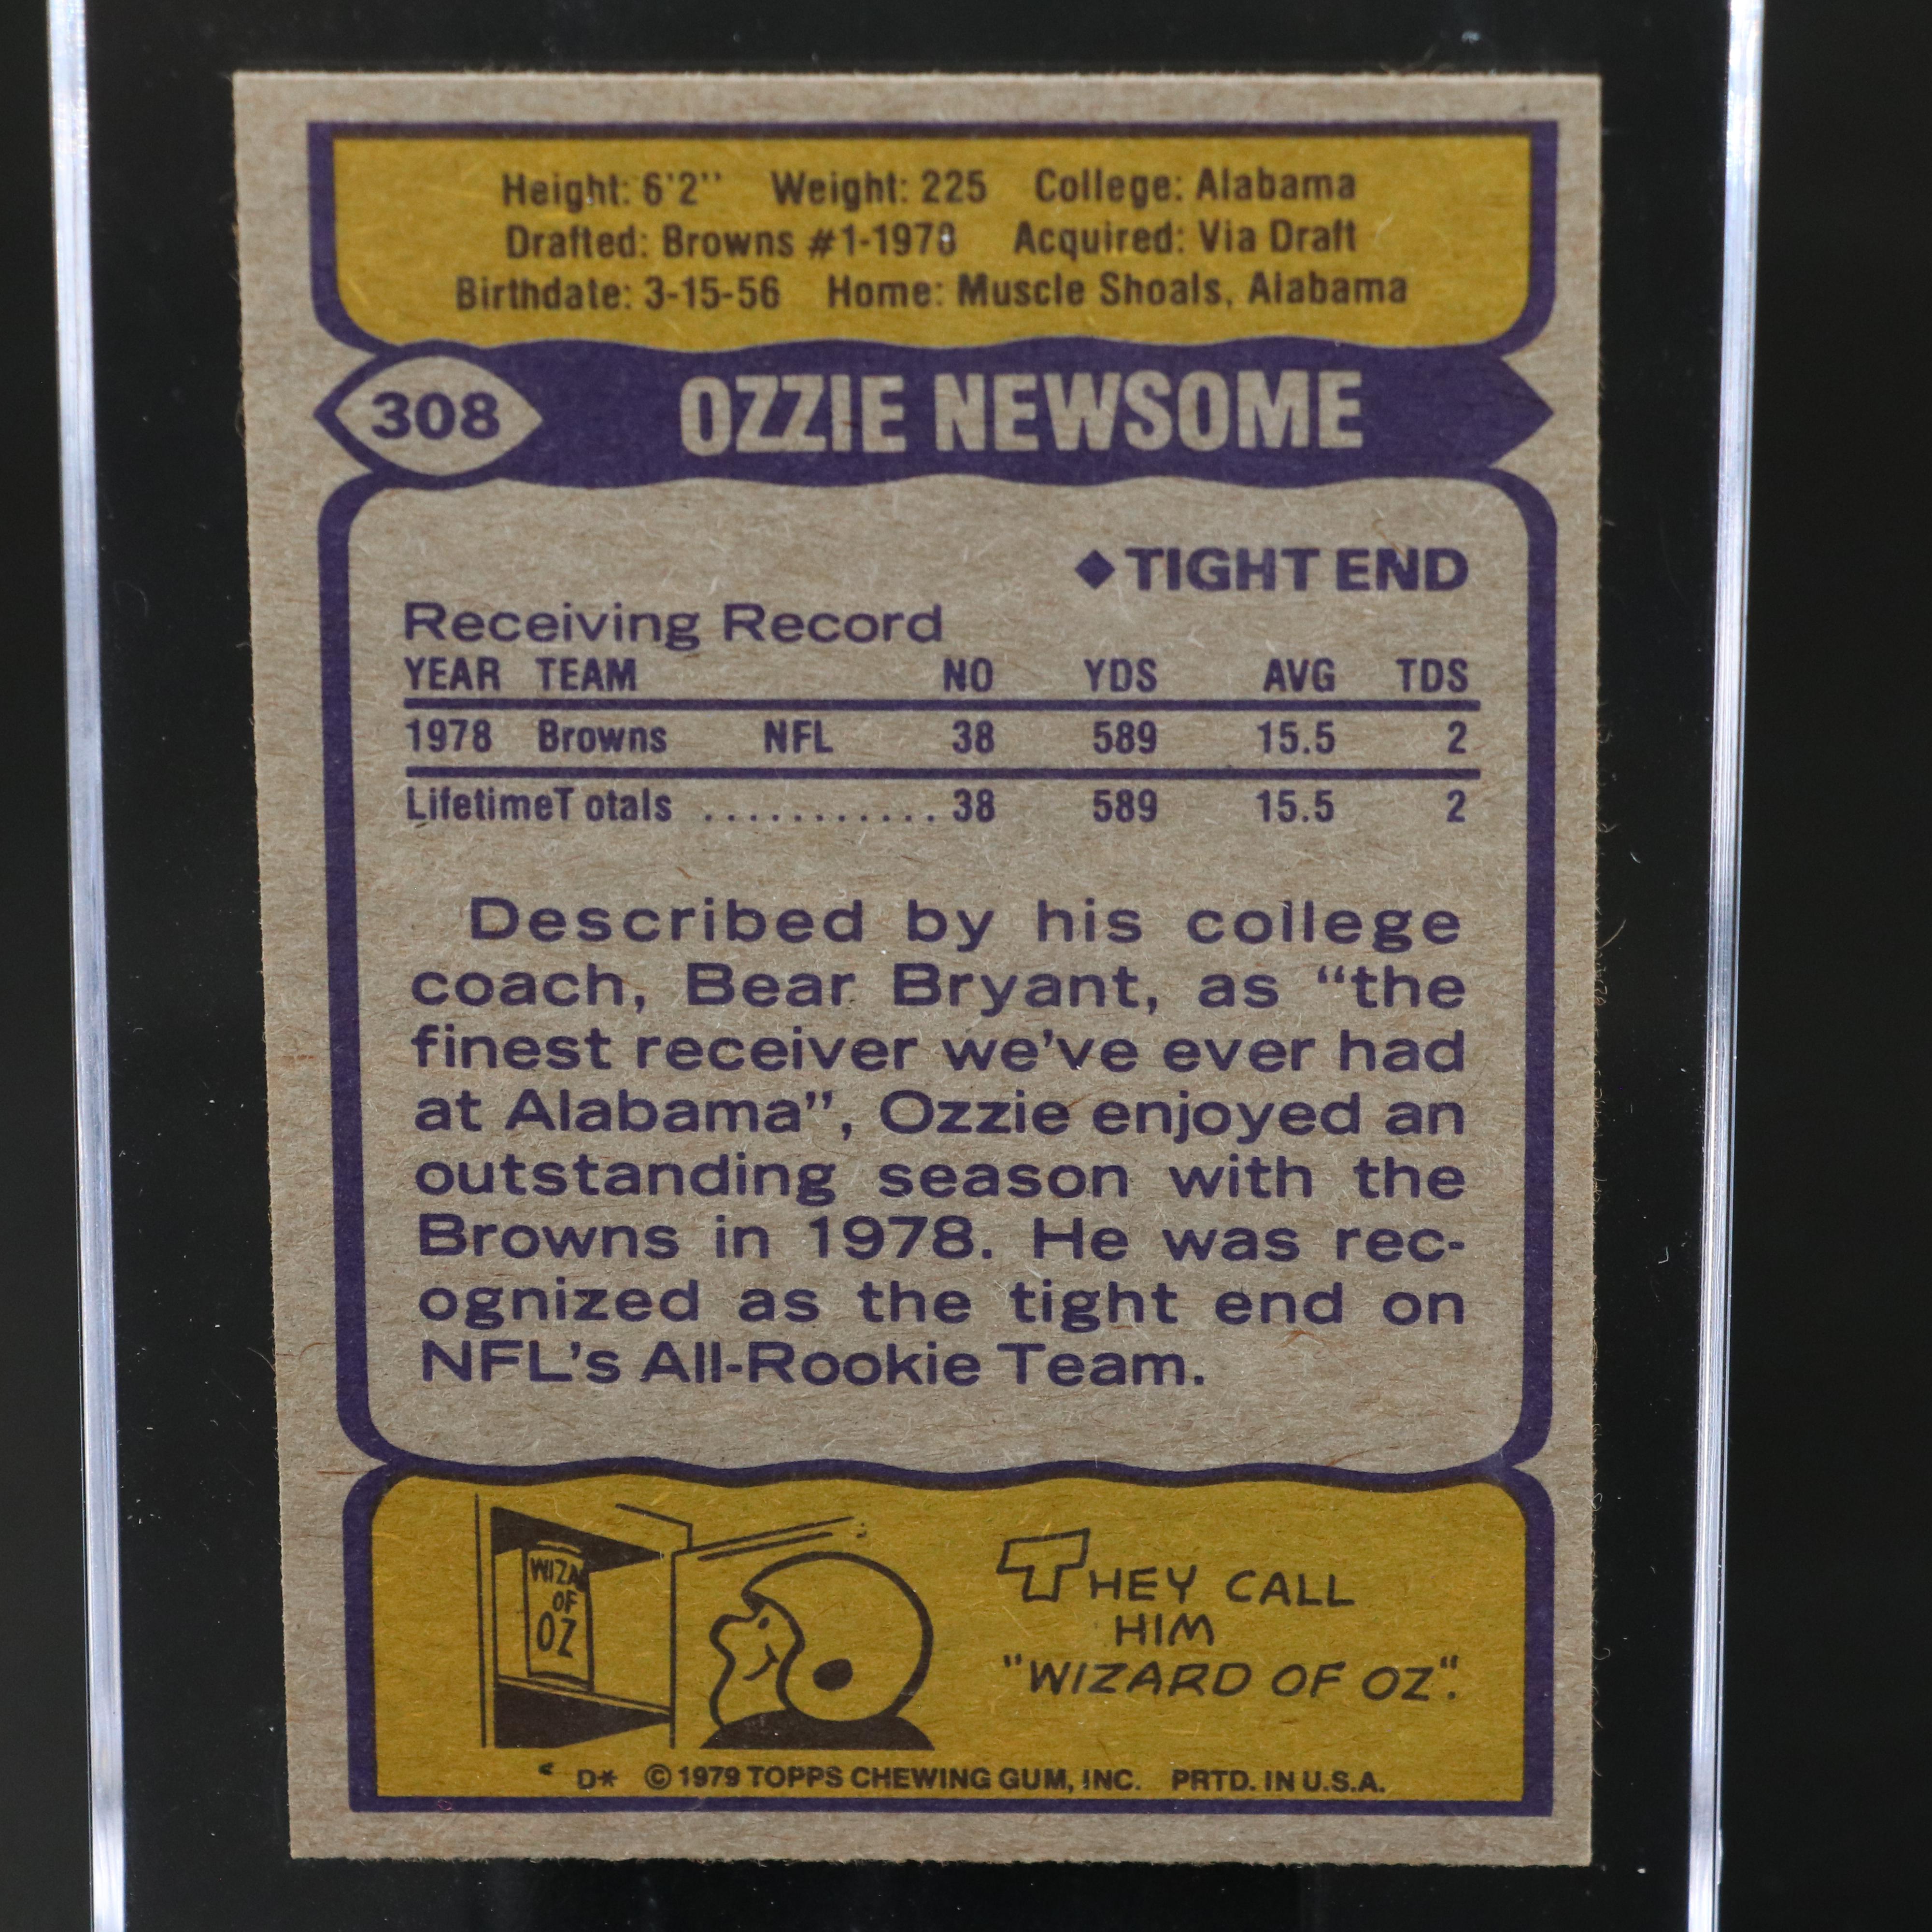 Height: 6'2'' Weight: 225 College: Alabama
Drafted: Browns #1-1978 Acquired: Via Draft
Birthdate: 3-15-56 Home: Muscle Shoals, Alabama
308 OZZIE NEWSOME
◆TIGHT END
Receiving Record
YEAR TEAM NO YDS AVG TDS
1978 Browns NFL 38 589 15.5 2
LifetimeT otals ........... 38 589 15.5 2
Described by his college
coach, Bear Bryant, as “the
finest receiver we’ve ever had
at Alabama”, Ozzie enjoyed an
outstanding season with the
Browns in 1978. He was rec-
ognized as the tight end on
NFL’s All-Rookie Team.
WIZA
OF
OZ
THEY CALL
HIM
"WIZARD OF OZ".
D* © 1979 TOPPS CHEWING GUM, INC. PRTD. IN U.S.A.